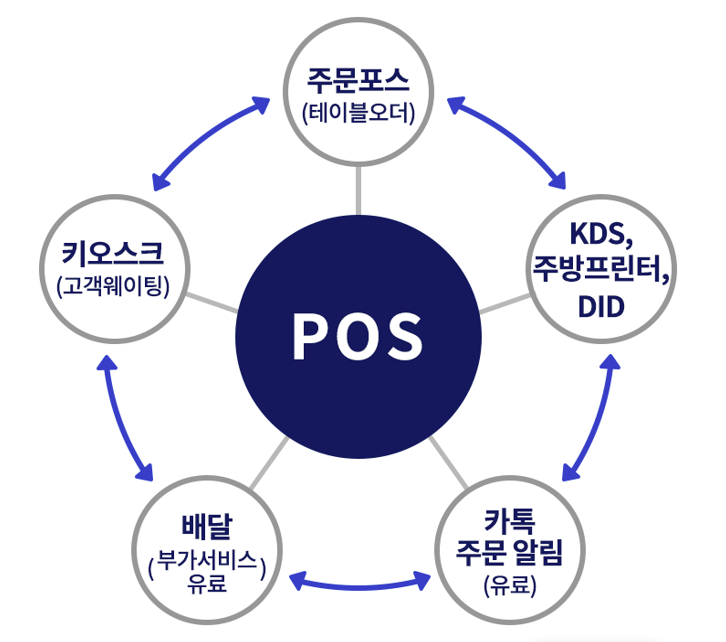 주문포스
(테이블오더)
키오스크
(고객웨이팅)
KDS,
주방프린터,
DID
POS
배달
(부가서비스)
유료
카톡
주문 알림
(유료)